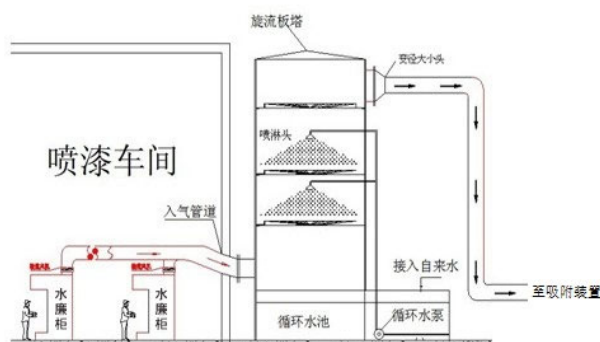 旋流板塔
变径大小头
喷淋头
喷漆车间
入气管道
接入自来水
至吸附装置
水廉柜
水廉柜
循环水池
循环水泵